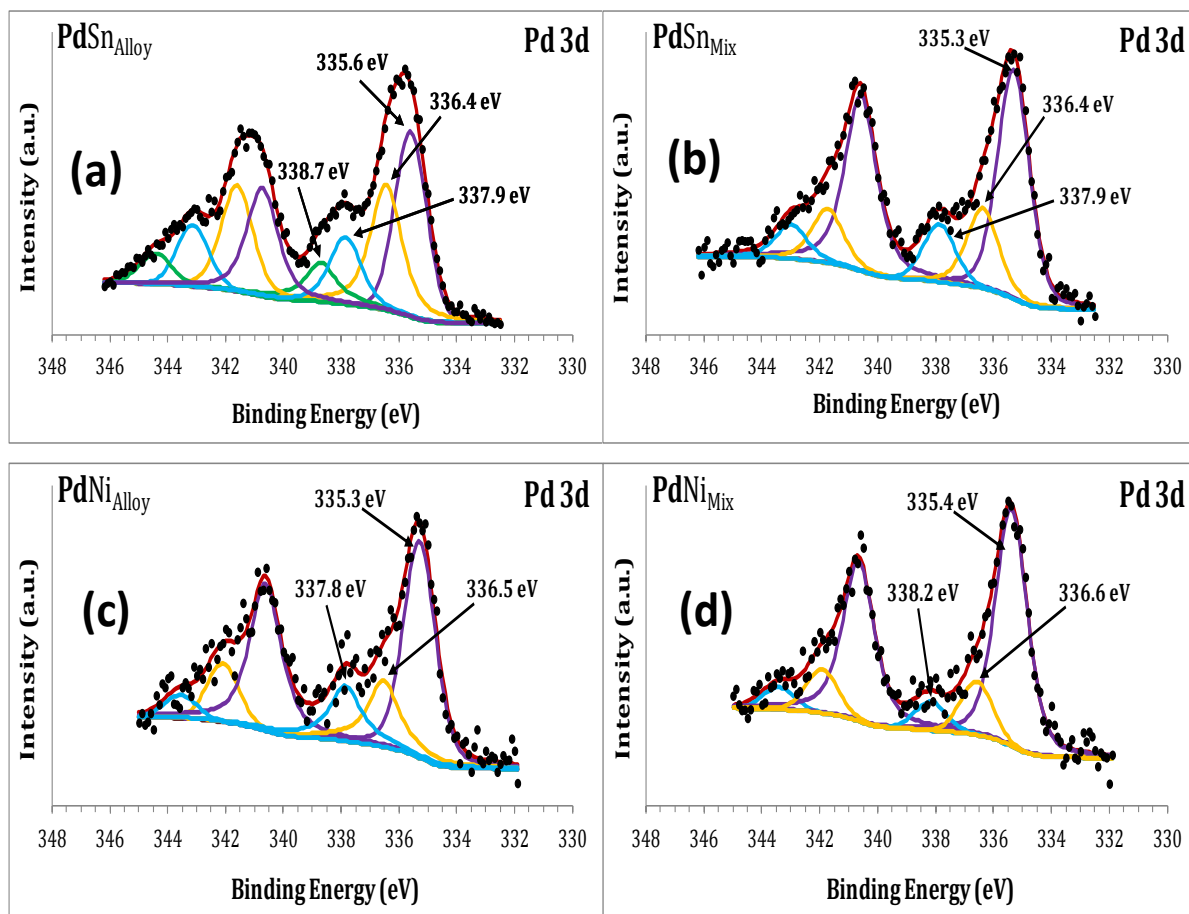 PdSnAlloy
Pd 3d
335.6 eV
336.4 eV
338.7 eV
337.9 eV
(a)
Intensity (a.u.)
348 346 344 342 340 338 336 334 332 330
Binding Energy (eV)
PdSnMix
Pd 3d
335.3 eV
336.4 eV
337.9 eV
(b)
Intensity (a.u.)
348 346 344 342 340 338 336 334 332 330
Binding Energy (eV)
PdNiAlloy
Pd 3d
335.3 eV
337.8 eV
336.5 eV
(c)
Intensity (a.u.)
348 346 344 342 340 338 336 334 332 330
Binding Energy (eV)
PdNiMix
Pd 3d
335.4 eV
338.2 eV
336.6 eV
(d)
Intensity (a.u.)
348 346 344 342 340 338 336 334 332 330
Binding Energy (eV)